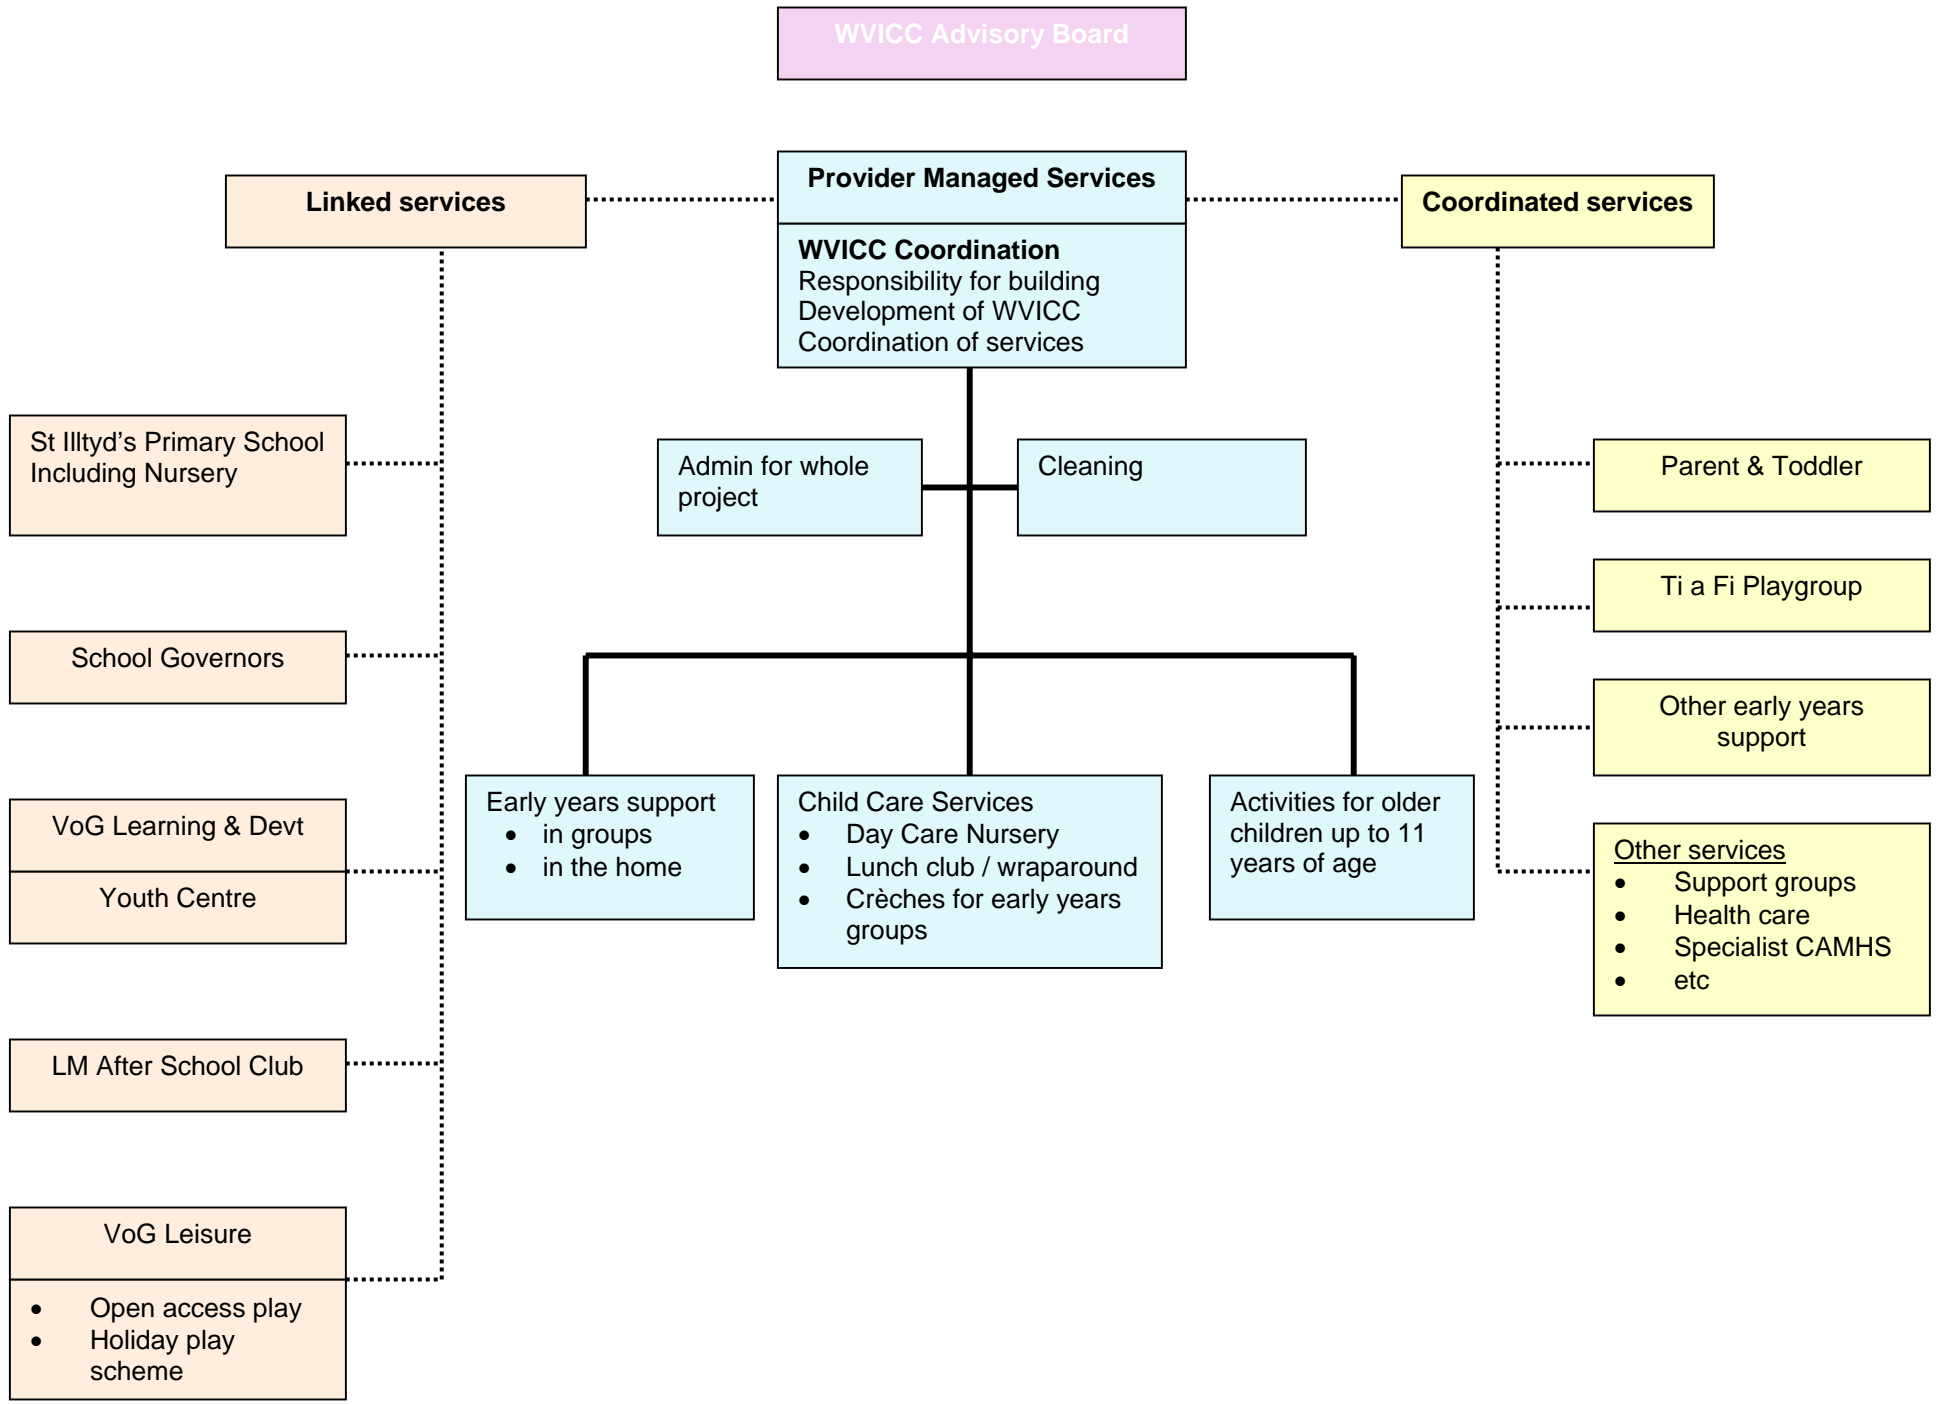 WVICC Advisory Board
Linked services
Provider Managed Services
Coordinated services
WVICC Coordination
Responsibility for building
Development of WVICC
Coordination of services
St Illtyd’s Primary School
Including Nursery
School Governors
VoG Learning & Devt
Youth Centre
LM After School Club
VoG Leisure
• Open access play
• Holiday play
scheme
Admin for whole
project
Cleaning
Early years support
• in groups
• in the home
Child Care Services
• Day Care Nursery
• Lunch club / wraparound
• Crèches for early years
groups
Activities for older
children up to 11
years of age
Parent & Toddler
Ti a Fi Playgroup
Other early years
support
Other services
• Support groups
• Health care
• Specialist CAMHS
• etc